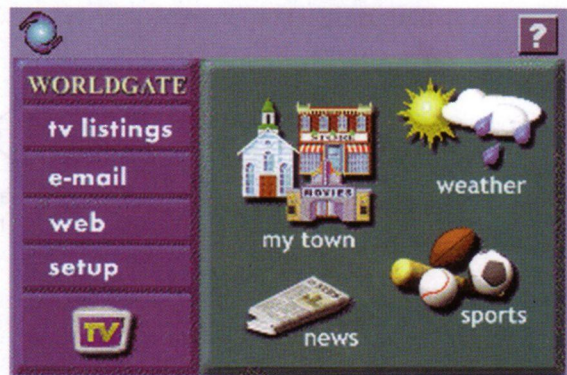 ?
WORLDGATE
tv listings
e-mail
web
setup
TV
STORE
MOVIES
my town
weather
news
sports